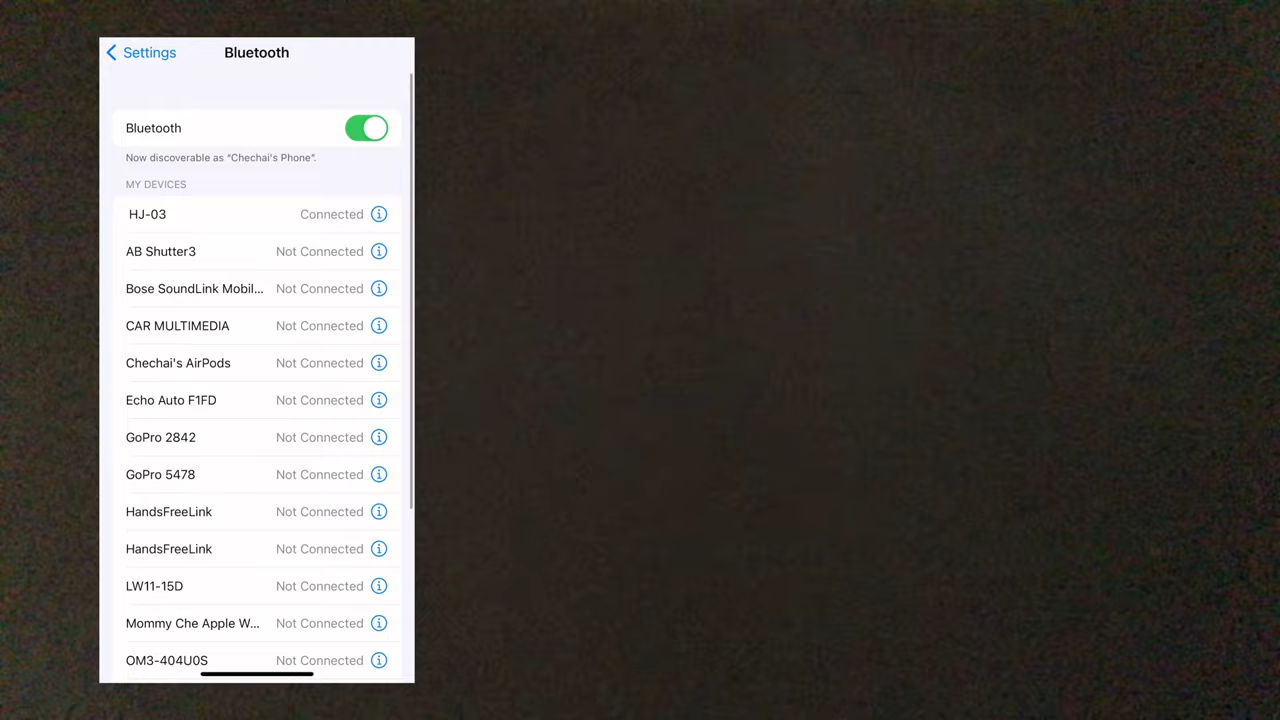 Settings Bluetooth
Bluetooth
Now discoverable as “Chechai's Phone”.
MY DEVICES
HJ-03 Connected
AB Shutter3 Not Connected
Bose SoundLink Mobil... Not Connected
CAR MULTIMEDIA Not Connected
Chechai's AirPods Not Connected
Echo Auto F1FD Not Connected
GoPro 2842 Not Connected
GoPro 5478 Not Connected
HandsFreeLink Not Connected
HandsFreeLink Not Connected
LW11-15D Not Connected
Mommy Che Apple W... Not Connected
OM3-404U0S Not Connected